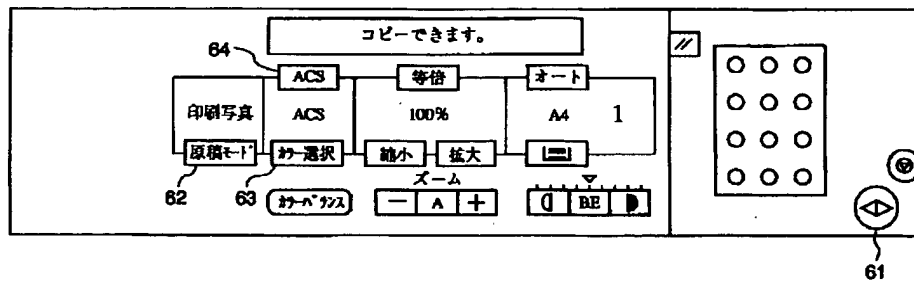 コピーできます。
64
ACS 等倍 オート
印刷写真 ACS 100% A4 1
原稿モード カラー選択 縮小 拡大
ズーム
62 63 カラーバランス － A ＋
61